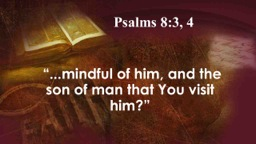 Psalms 8:3, 4
“...mindful of him, and the
son of man that You visit
him?”